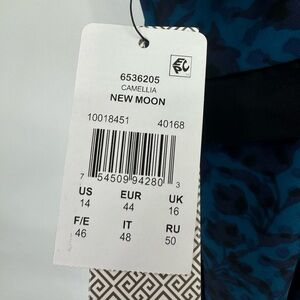 6536205
CAMELLIA
NEW MOON
10018451 40168
7 54509 94280 3
US EUR UK
14 44 16
F/E IT RU
46 48 50